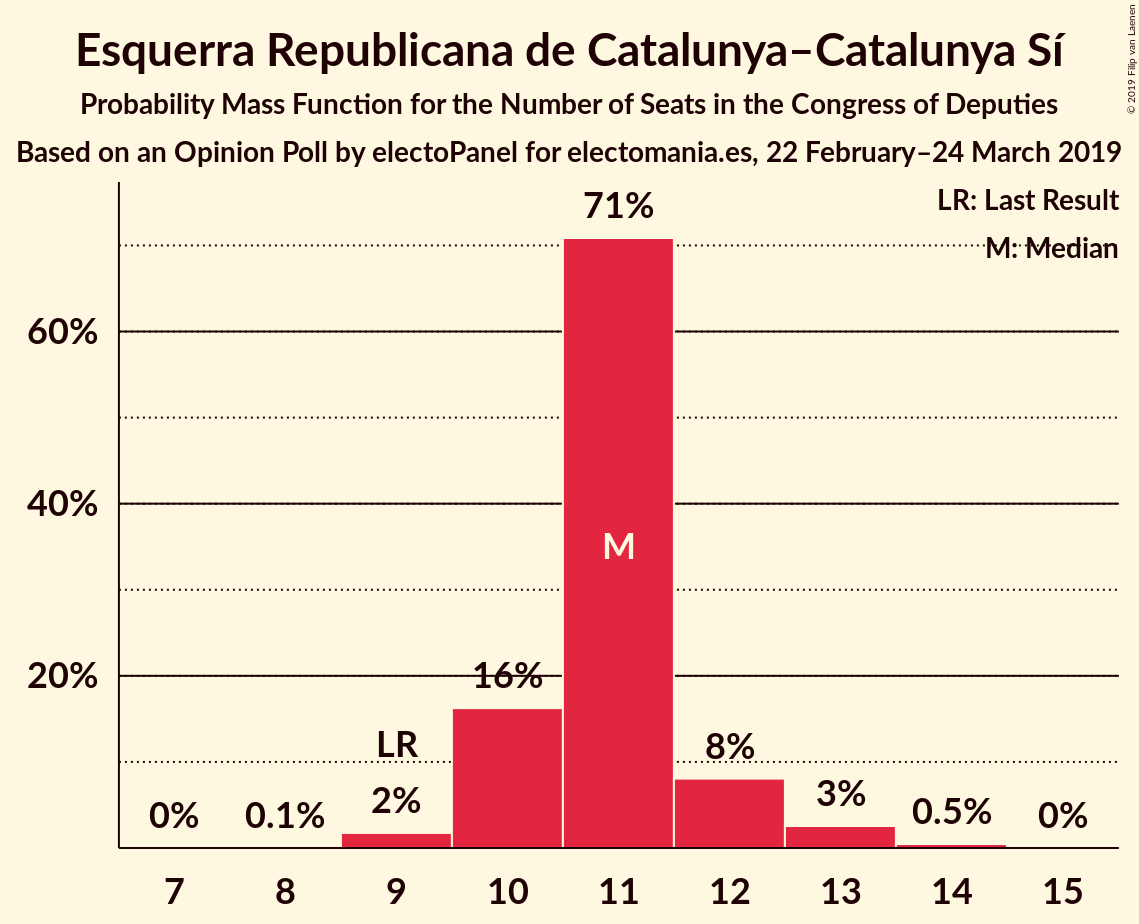 Esquerra Republicana de Catalunya–Catalunya Sí
Probability Mass Function for the Number of Seats in the Congress of Deputies
Based on an Opinion Poll by electoPanel for electomania.es, 22 February–24 March 2019
© 2019 Filip van Laenen
LR: Last Result
M: Median
71%
60%
40%
M
20%
16%
LR
8%
2%
3%
0%
0.1%
0.5%
0%
7 8 9 10 11 12 13 14 15